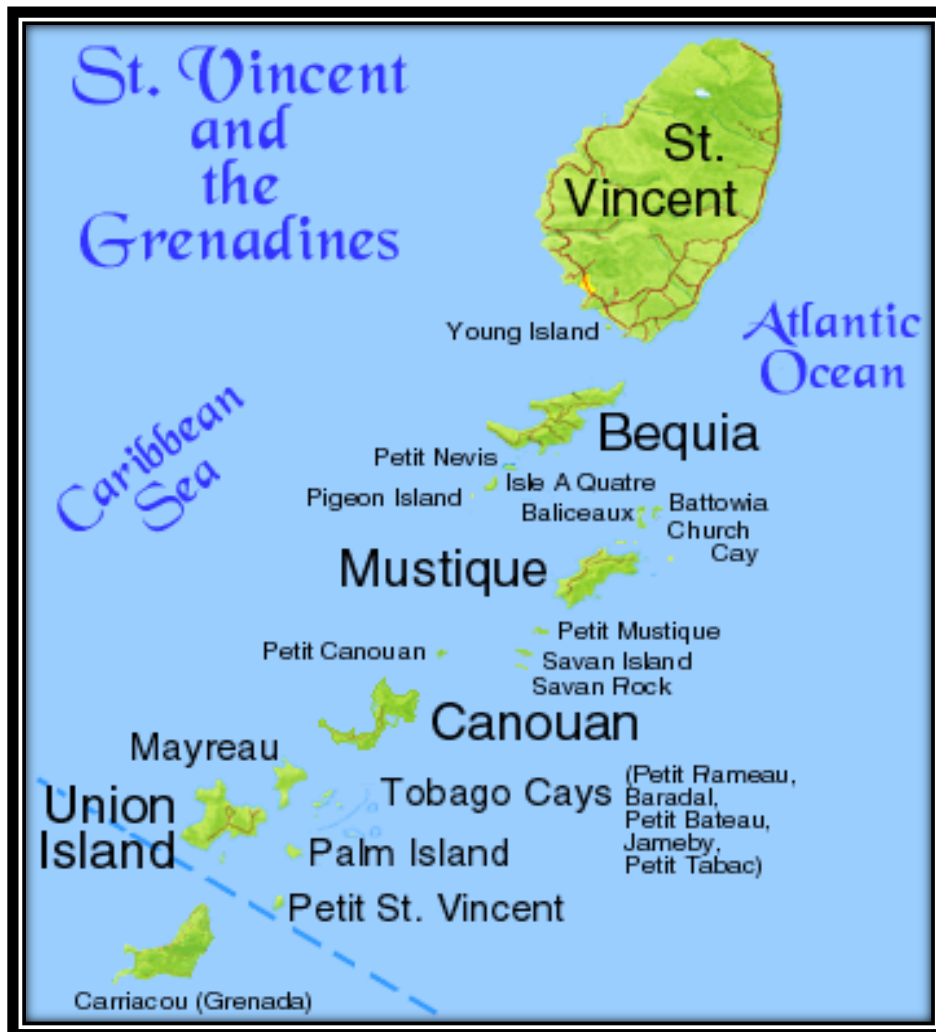 St. Vincent
and
the
Grenadines
St.
Vincent
Young Island
Atlantic
Ocean
Caribbean
Sea
Bequia
Petit Nevis
Isle A Quatre
Pigeon Island
Baliceaux
Battowia
Church
Cay
Mustique
Petit Mustique
Petit Canouan
Savan Island
Savan Rock
Canouan
Mayreau
Union
Island
Tobago Cays
(Petit Rameau,
Baradal,
Petit Bateau,
Jameby,
Petit Tabac)
Palm Island
Petit St. Vincent
Carriacou (Grenada)